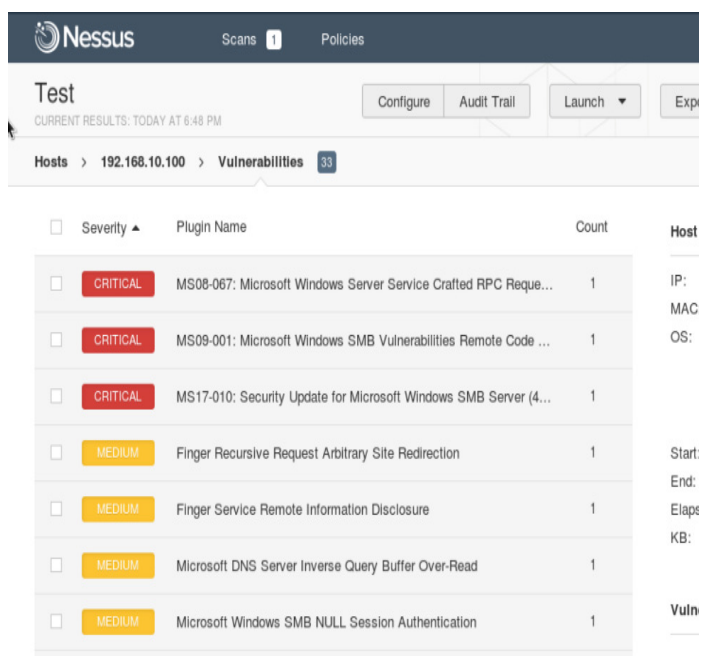 Nessus Scans 1 Policies
Test Configure Audit Trail Launch Expo
CURRENT RESULTS: TODAY AT 6:48 PM
Hosts > 192.168.10.100 > Vulnerabilities 33
Severity Plugin Name Count Host
CRITICAL MS08-067: Microsoft Windows Server Service Crafted RPC Reque... 1 IP:
MAC
CRITICAL MS09-001: Microsoft Windows SMB Vulnerabilities Remote Code ... 1 OS:
CRITICAL MS17-010: Security Update for Microsoft Windows SMB Server (4... 1
MEDIUM Finger Recursive Request Arbitrary Site Redirection 1 Start:
End:
MEDIUM Finger Service Remote Information Disclosure 1 Elaps
KB:
MEDIUM Microsoft DNS Server Inverse Query Buffer Over-Read 1
MEDIUM Microsoft Windows SMB NULL Session Authentication 1 Vuln